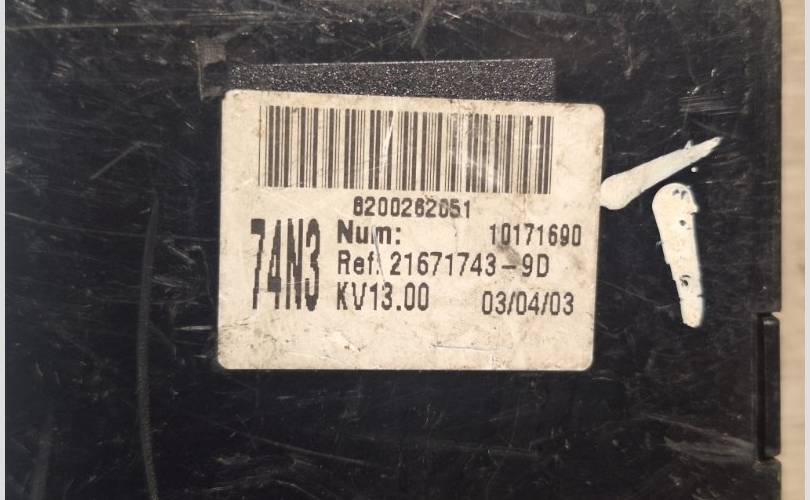 8200262051
74N3
Num: 10171690
Ref: 21671743-9D
KV13.00 03/04/03